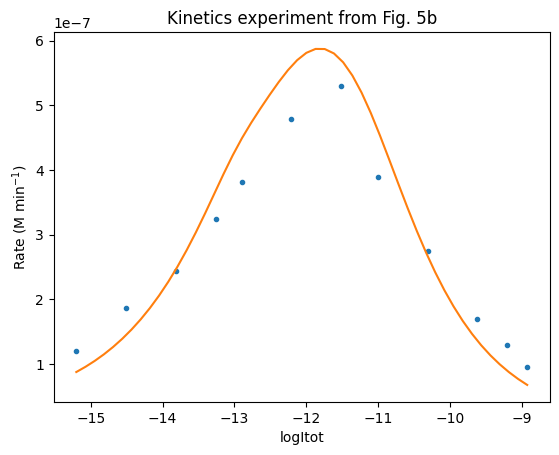 Kinetics experiment from Fig. 5b
1e−7
6
5
4
3
2
1
Rate (M min⁻¹)
−15 −14 −13 −12 −11 −10 −9
logItot